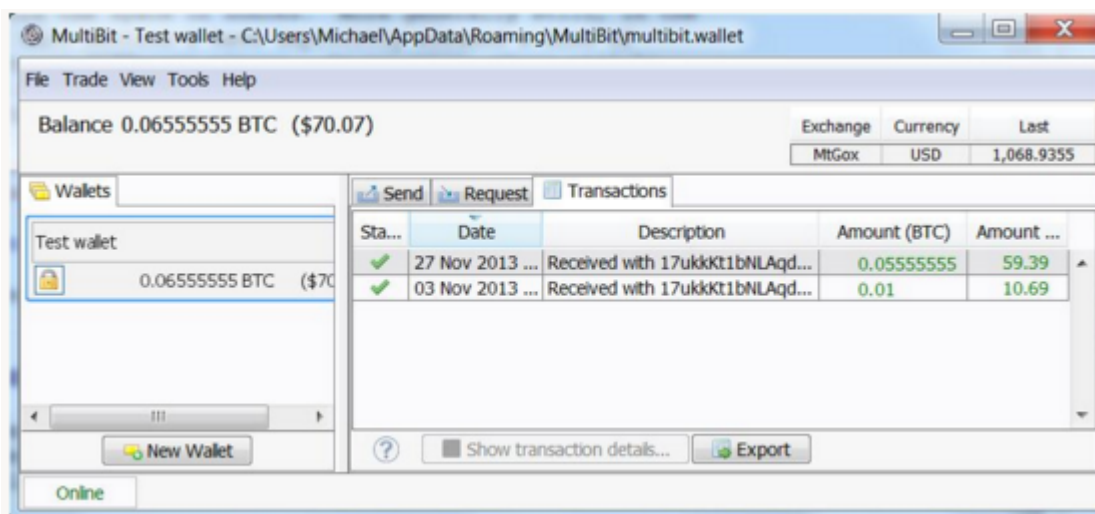 MultiBit - Test wallet - C:\Users\Michael\AppData\Roaming\MultiBit\multibit.wallet
File Trade View Tools Help
Balance 0.06555555 BTC ($70.07)
Exchange Currency Last
MtGox USD 1,068.9355
Wallets
Test wallet
0.06555555 BTC ($70
New Wallet
Send Request Transactions
Sta... Date Description Amount (BTC) Amount ...
27 Nov 2013 ... Received with 17ukkKt1bNLAqd... 0.05555555 59.39
03 Nov 2013 ... Received with 17ukkKt1bNLAqd... 0.01 10.69
? Show transaction details... Export
Online